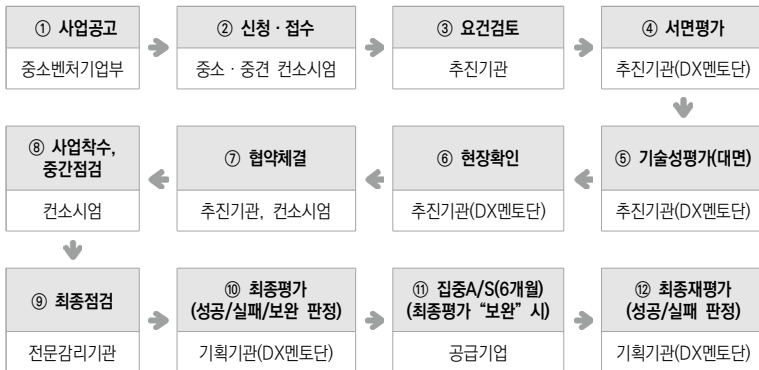 ① 사업공고
중소벤처기업부
② 신청 · 접수
중소 · 중견 컨소시엄
③ 요건검토
추진기관
④ 서면평가
추진기관(DX멘토단)
⑤ 기술성평가(대면)
추진기관(DX멘토단)
⑥ 현장확인
추진기관(DX멘토단)
⑦ 협약체결
추진기관, 컨소시엄
⑧ 사업착수,
중간점검
컨소시엄
⑨ 최종점검
전문감리기관
⑩ 최종평가
(성공/실패/보완 판정)
기획기관(DX멘토단)
⑪ 집중A/S(6개월)
(최종평가 “보완” 시)
공급기업
⑫ 최종재평가
(성공/실패 판정)
기획기관(DX멘토단)